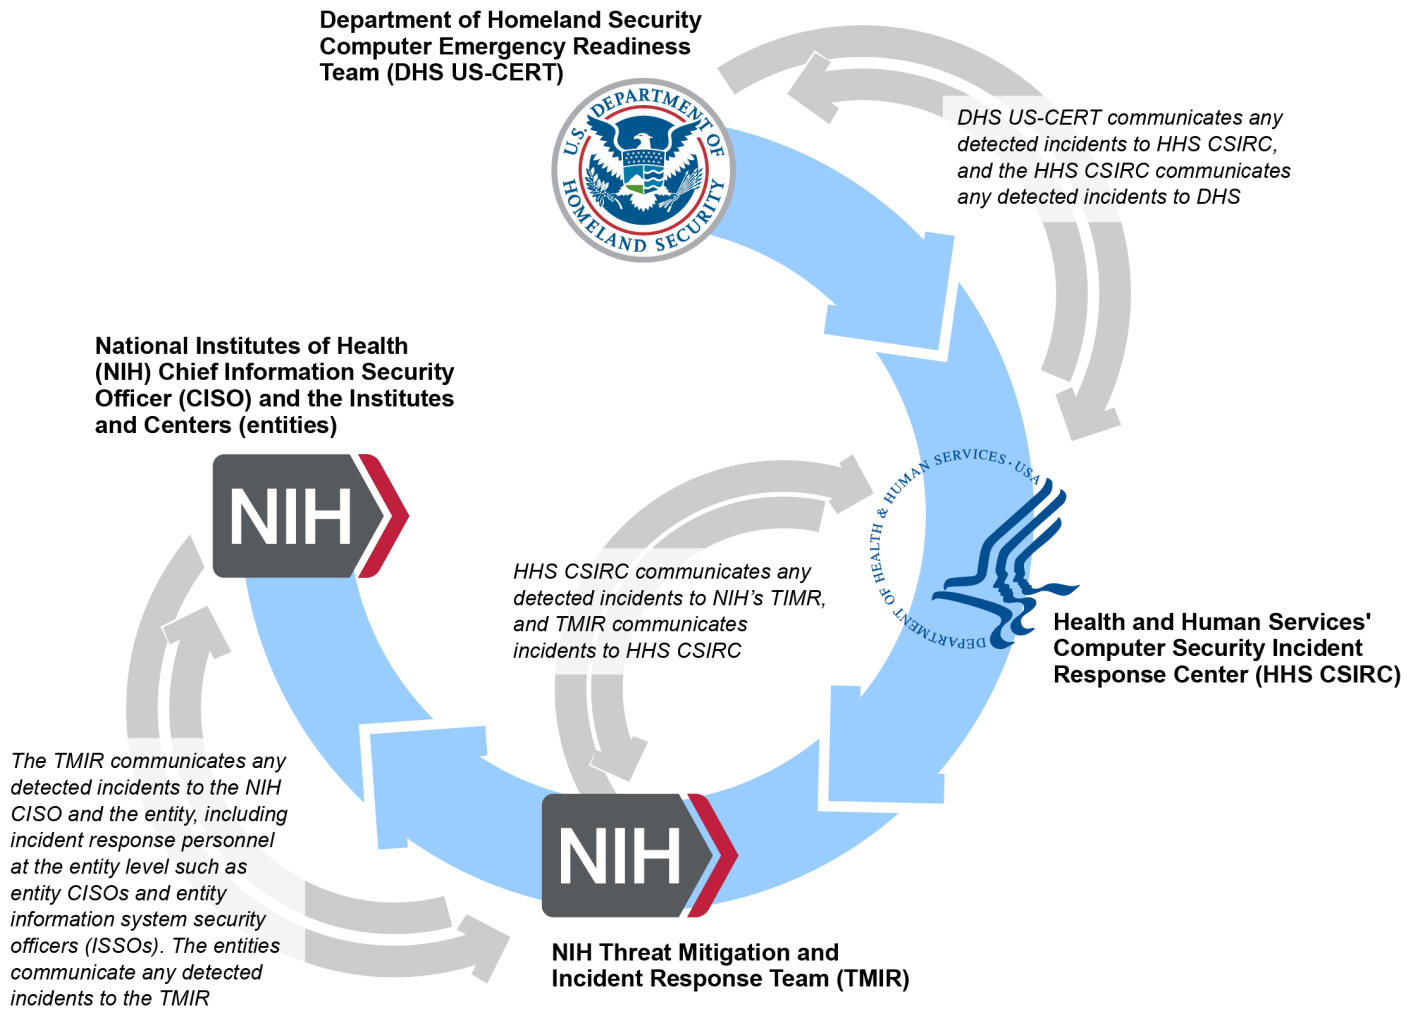 Department of Homeland Security
Computer Emergency Readiness
Team (DHS US-CERT)
U.S. DEPARTMENT OF
HOMELAND SECURITY
DHS US-CERT communicates any
detected incidents to HHS CSIRC,
and the HHS CSIRC communicates
any detected incidents to DHS
National Institutes of Health
(NIH) Chief Information Security
Officer (CISO) and the Institutes
and Centers (entities)
NIH
DEPARTMENT OF HEALTH & HUMAN SERVICES · USA
HHS CSIRC communicates any
detected incidents to NIH’s TIMR,
and TMIR communicates
incidents to HHS CSIRC
Health and Human Services'
Computer Security Incident
Response Center (HHS CSIRC)
The TMIR communicates any
detected incidents to the NIH
CISO and the entity, including
incident response personnel
at the entity level such as
entity CISOs and entity
information system security
officers (ISSOs). The entities
communicate any detected
incidents to the TMIR
NIH
NIH Threat Mitigation and
Incident Response Team (TMIR)